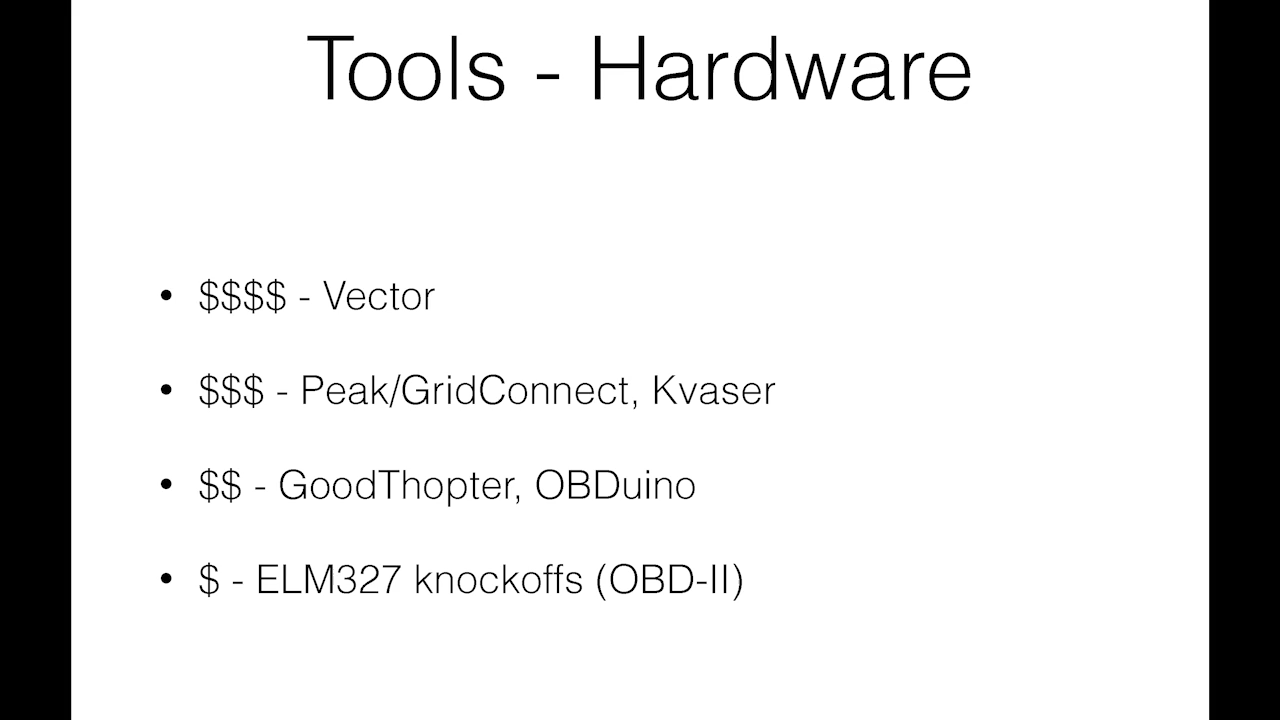 Tools - Hardware
• $$$$ - Vector
• $$$ - Peak/GridConnect, Kvaser
• $$ - GoodThopter, OBDuino
• $ - ELM327 knockoffs (OBD-II)